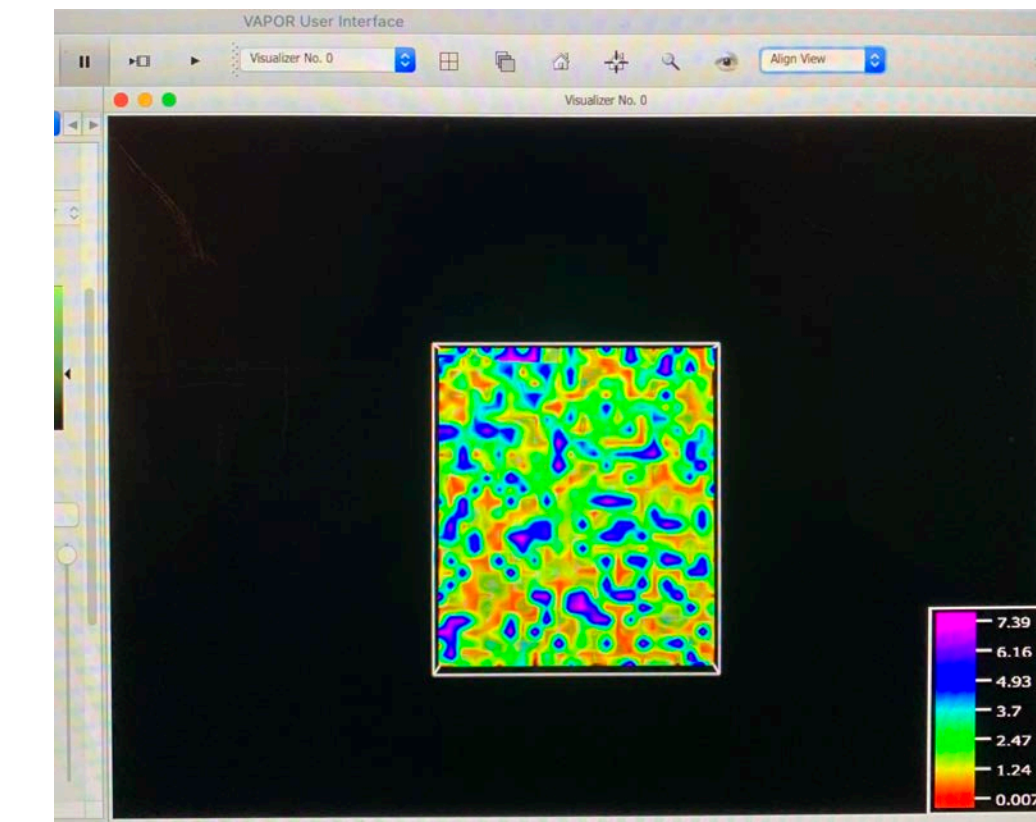 VAPOR User Interface
Visualizer No. 0
Align View
Visualizer No. 0
7.39
6.16
4.93
3.7
2.47
1.24
0.007